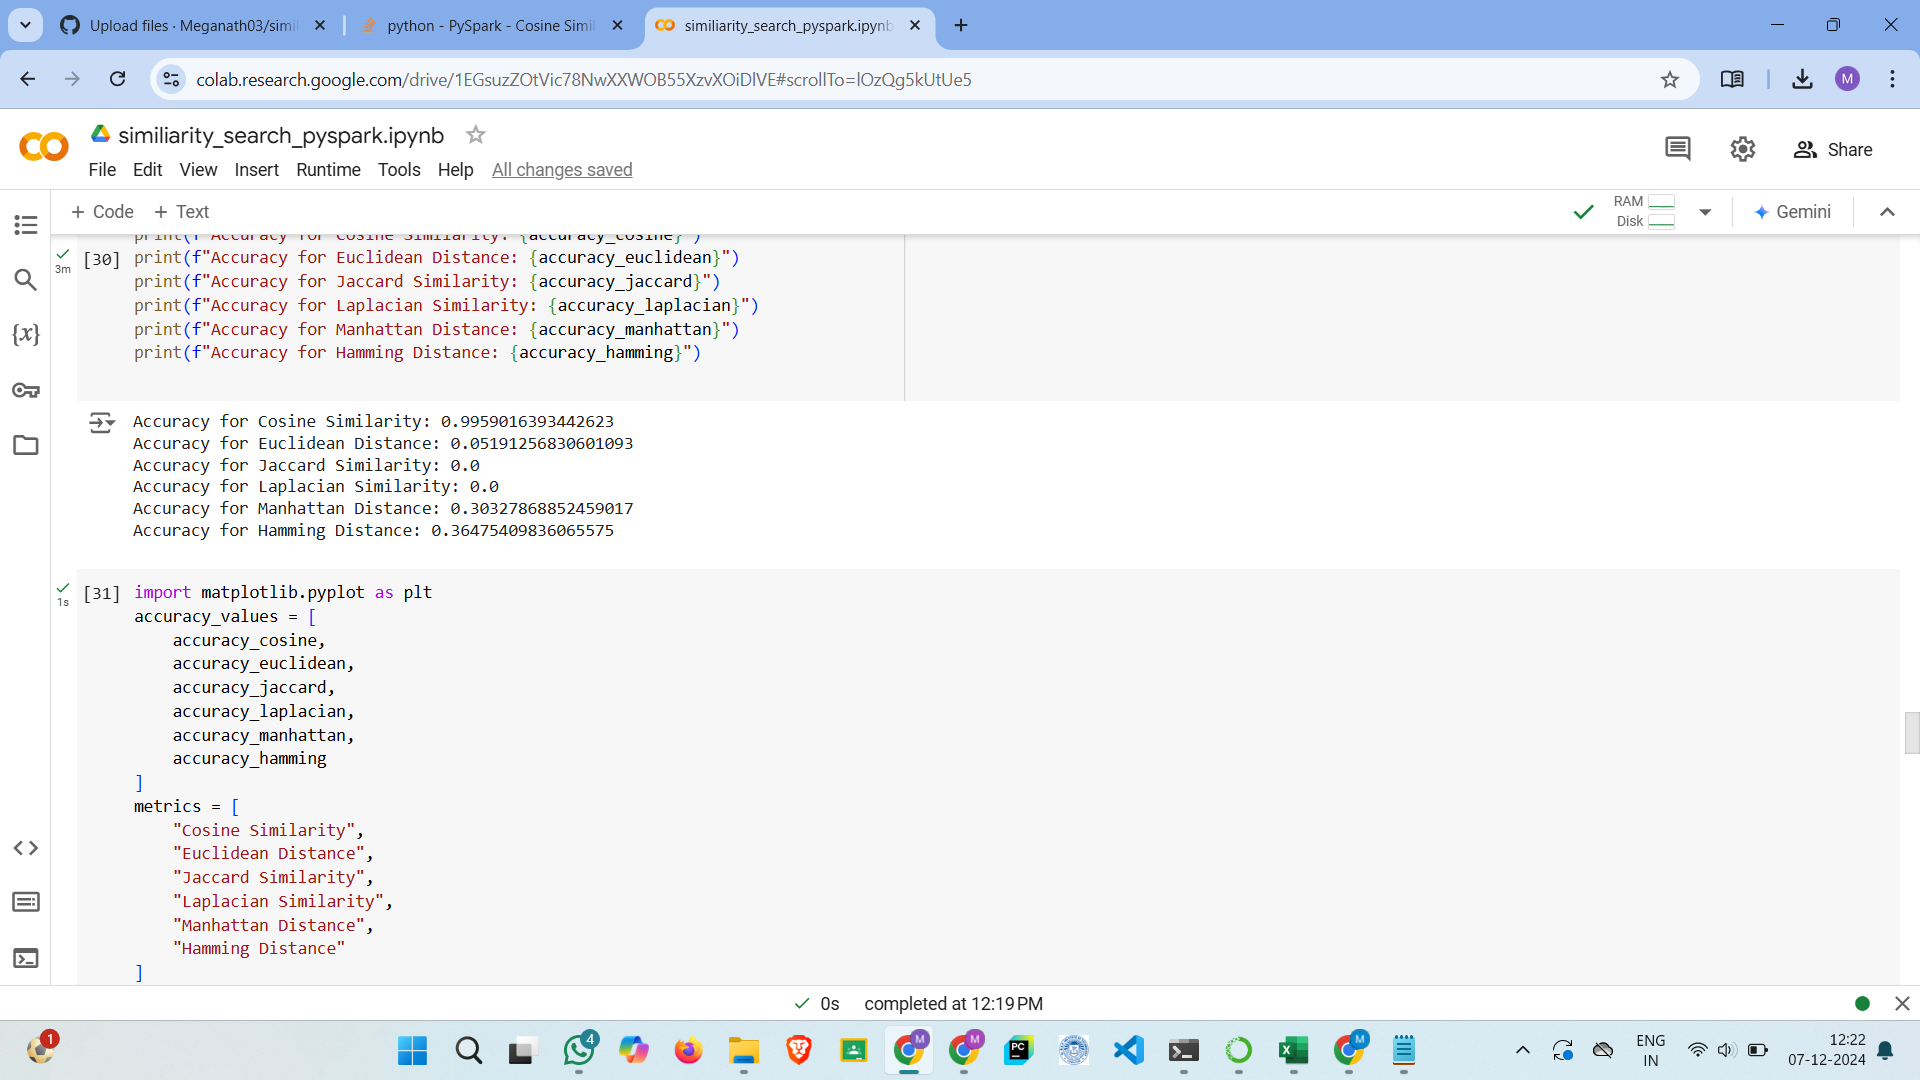 Upload files · Meganath03/simil
python - PySpark - Cosine Simil
similiarity_search_pyspark.ipynb
colab.research.google.com/drive/1EGsuzZOtVic78NwXXWOB55XzvXOiDlVE#scrollTo=lOzQg5kUtUe5
M
similiarity_search_pyspark.ipynb
File Edit View Insert Runtime Tools Help All changes saved
Share
+ Code + Text
RAM
Disk
Gemini
print(f"Accuracy for Cosine Similarity: {accuracy_cosine}")
[30] print(f"Accuracy for Euclidean Distance: {accuracy_euclidean}")
3m
print(f"Accuracy for Jaccard Similarity: {accuracy_jaccard}")
print(f"Accuracy for Laplacian Similarity: {accuracy_laplacian}")
print(f"Accuracy for Manhattan Distance: {accuracy_manhattan}")
print(f"Accuracy for Hamming Distance: {accuracy_hamming}")
Accuracy for Cosine Similarity: 0.9959016393442623
Accuracy for Euclidean Distance: 0.05191256830601093
Accuracy for Jaccard Similarity: 0.0
Accuracy for Laplacian Similarity: 0.0
Accuracy for Manhattan Distance: 0.30327868852459017
Accuracy for Hamming Distance: 0.36475409836065575
[31] import matplotlib.pyplot as plt
1s
accuracy_values = [
accuracy_cosine,
accuracy_euclidean,
accuracy_jaccard,
accuracy_laplacian,
accuracy_manhattan,
accuracy_hamming
]
metrics = [
"Cosine Similarity",
"Euclidean Distance",
"Jaccard Similarity",
"Laplacian Similarity",
"Manhattan Distance",
"Hamming Distance"
]
0s completed at 12:19 PM
1
4
M
M
PC
M
ENG
IN
12:22
07-12-2024